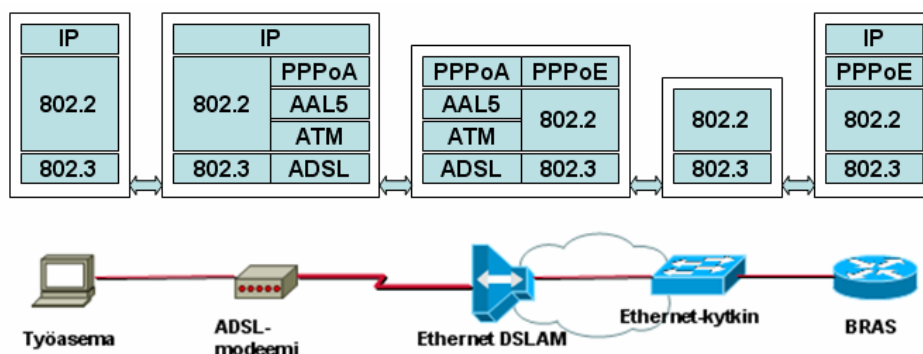 IP
802.2
802.3
IP
802.2
PPPoA
AAL5
ATM
802.3
ADSL
PPPoA
PPPoE
AAL5
ATM
802.2
ADSL
802.3
802.2
802.3
IP
PPPoE
802.2
802.3
Työasema
ADSL-
modeemi
Ethernet DSLAM
Ethernet-kytkin
BRAS